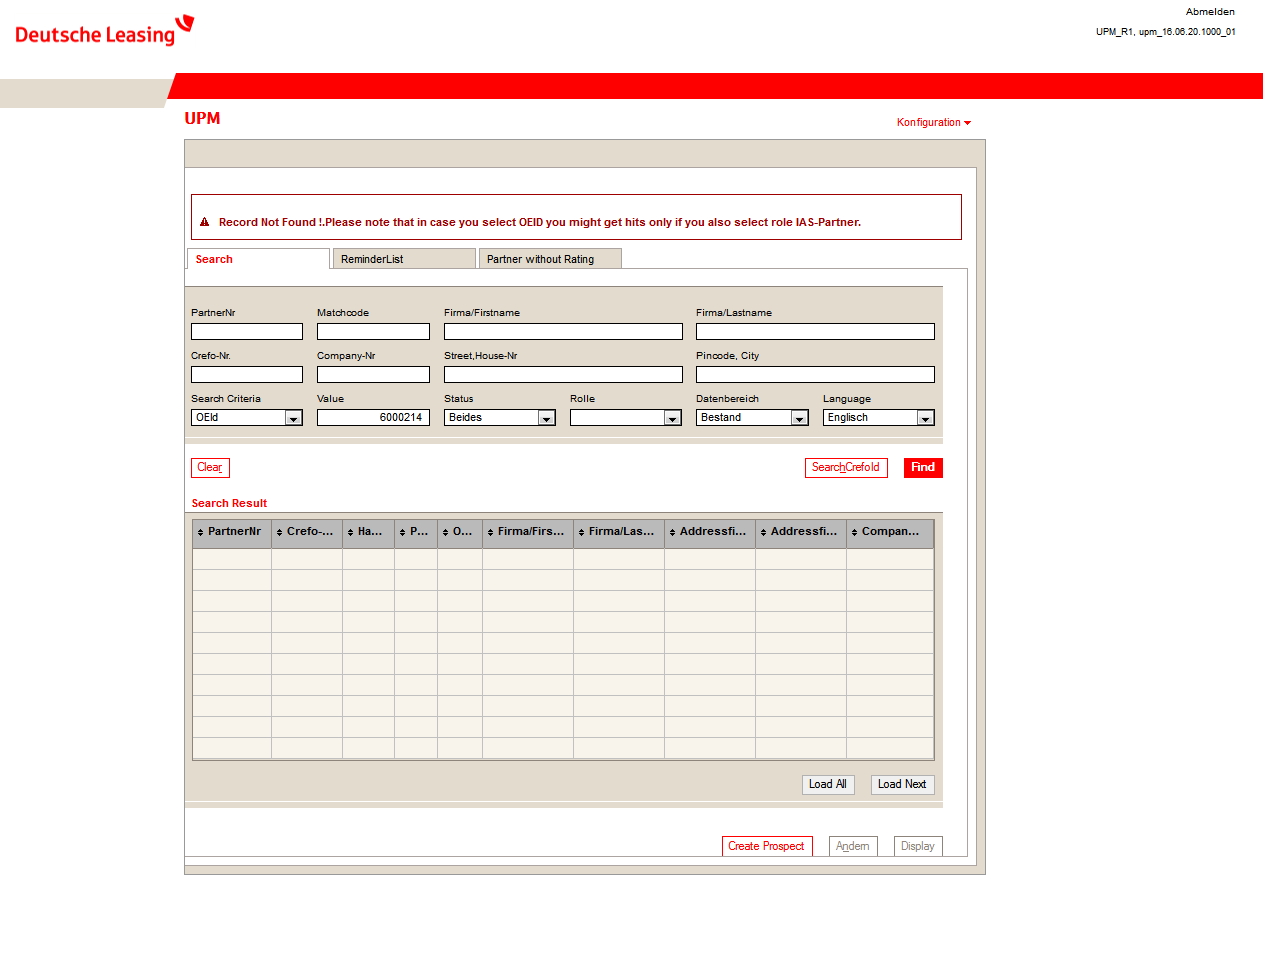 Deutsche Leasing
Abmelden
UPM_R1, upm_16.06.20.1000_01
UPM
Konfiguration
Record Not Found !.Please note that in case you select OEID you might get hits only if you also select role IAS-Partner.
Search ReminderList Partner without Rating
PartnerNr Matchcode Firma/Firstname Firma/Lastname
Crefo-Nr. Company-Nr Street,House-Nr Pincode, City
Search Criteria Value Status Rolle Datenbereich Language
OEId 6000214 Beides Bestand Englisch
Clear SearchCrefoId Find
Search Result
PartnerNr Crefo-... Ha... P... O... Firma/Firs... Firma/Las... Addressfi... Addressfi... Compan...
Load All Load Next
Create Prospect Ändern Display